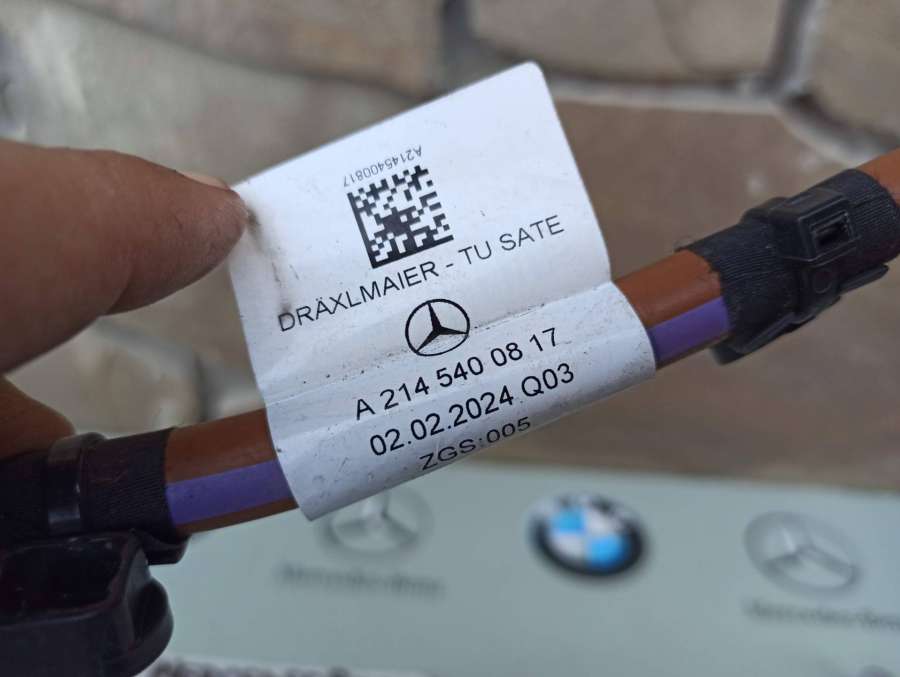 A2145400817
DRÄXLMAIER - TU SATE
A 214 540 08 17
02.02.2024 Q03
ZGS:005
Mercedes-Benz
Mercedes-Benz